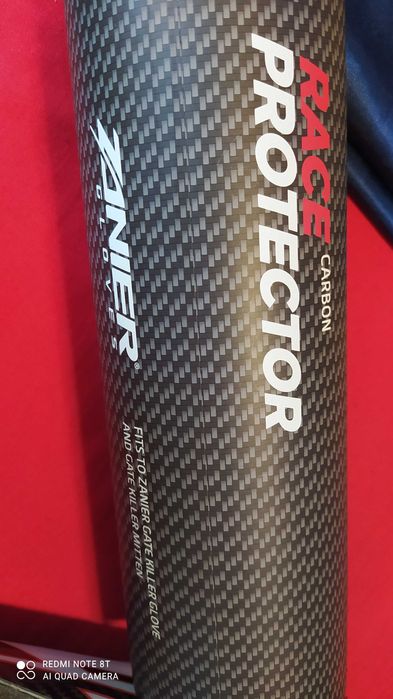 RACE
CARBON
PROTECTOR
ZANIER®
GLOVES
FITS TO ZANIER GATE KILLER GLOVE
AND GATE KILLER MITTEN
REDMI NOTE 8T
AI QUAD CAMERA